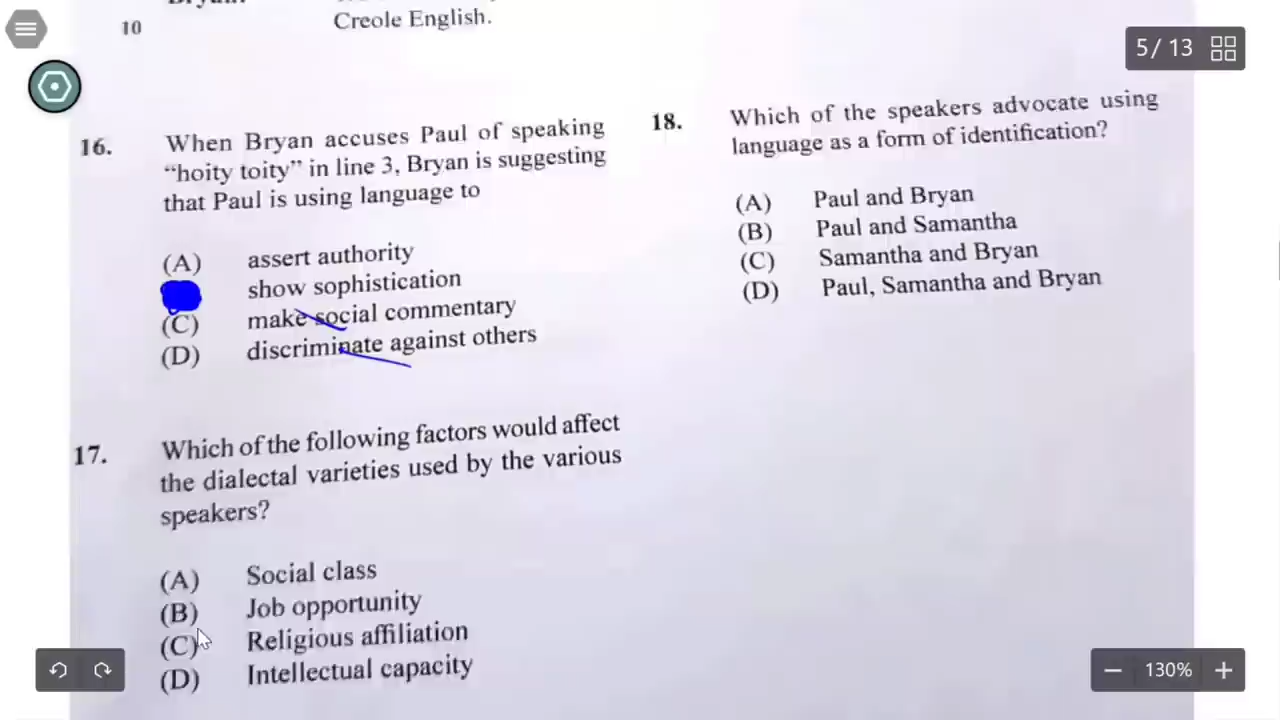 10
Creole English.
5 / 13
16. When Bryan accuses Paul of speaking
“hoity toity” in line 3, Bryan is suggesting
that Paul is using language to
(A) assert authority
show sophistication
(C) make social commentary
(D) discriminate against others
17. Which of the following factors would affect
the dialectal varieties used by the various
speakers?
(A) Social class
(B) Job opportunity
(C) Religious affiliation
(D) Intellectual capacity
18. Which of the speakers advocate using
language as a form of identification?
(A) Paul and Bryan
(B) Paul and Samantha
(C) Samantha and Bryan
(D) Paul, Samantha and Bryan
130%